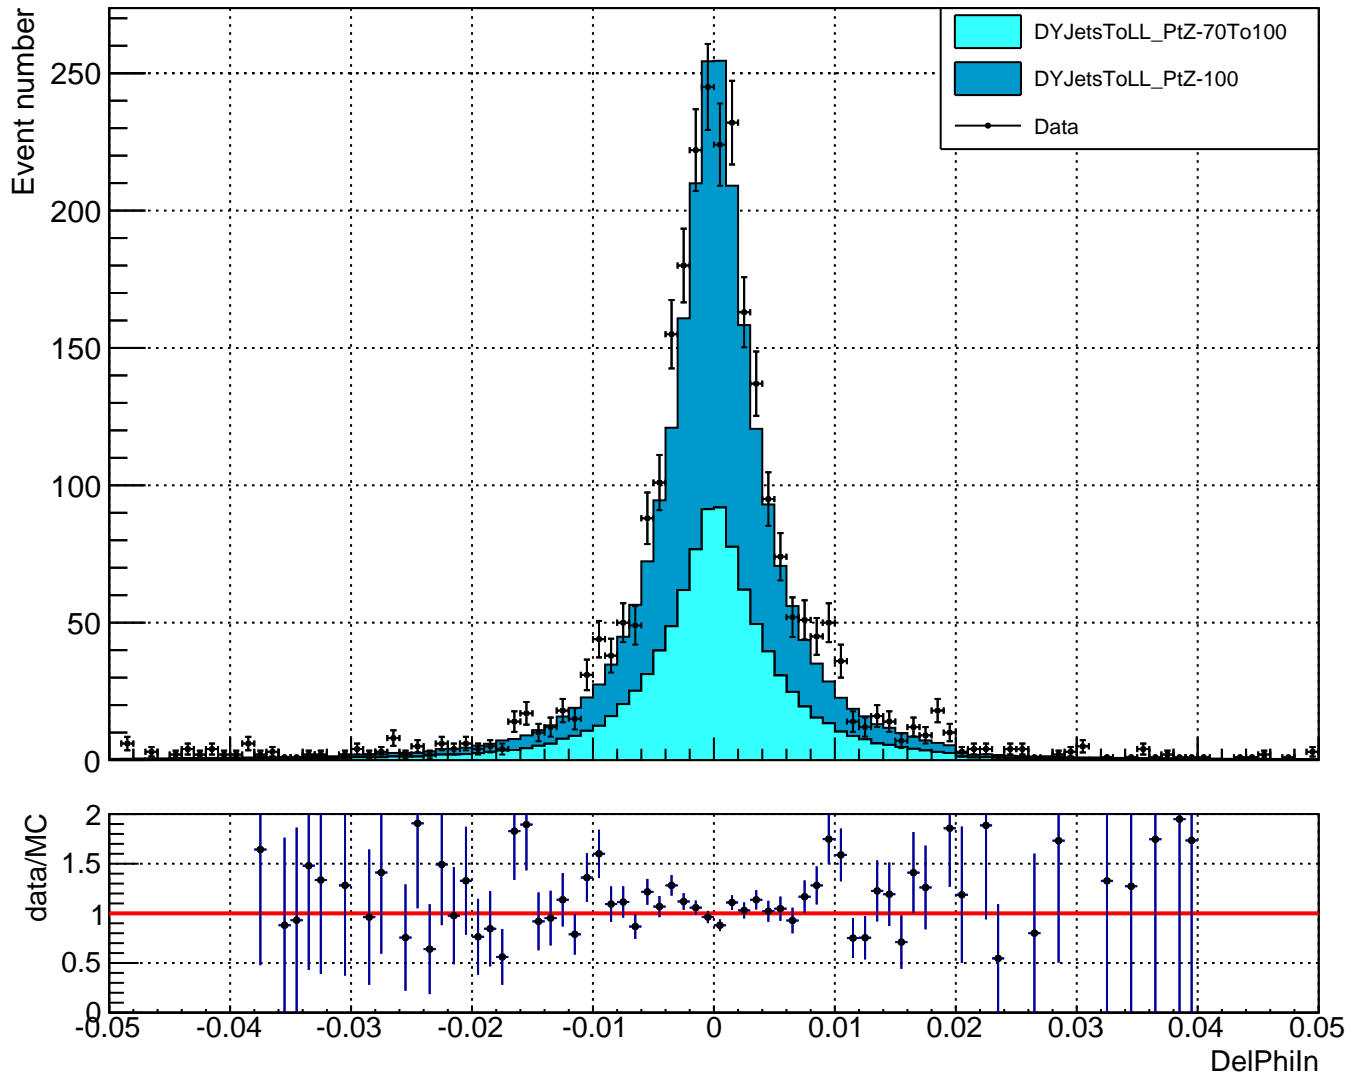 Event number
250
200
150
100
50
0
DYJetsToLL_PtZ-70To100
DYJetsToLL_PtZ-100
Data
data/MC
2
1.5
1
0.5
0
-0.05 -0.04 -0.03 -0.02 -0.01 0 0.01 0.02 0.03 0.04 0.05
DelPhiIn